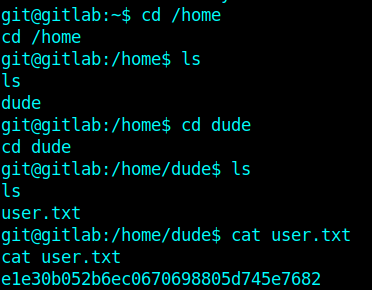 git@gitlab:~$ cd /home
cd /home
git@gitlab:/home$ ls
ls
dude
git@gitlab:/home$ cd dude
cd dude
git@gitlab:/home/dude$ ls
ls
user.txt
git@gitlab:/home/dude$ cat user.txt
cat user.txt
e1e30b052b6ec0670698805d745e7682